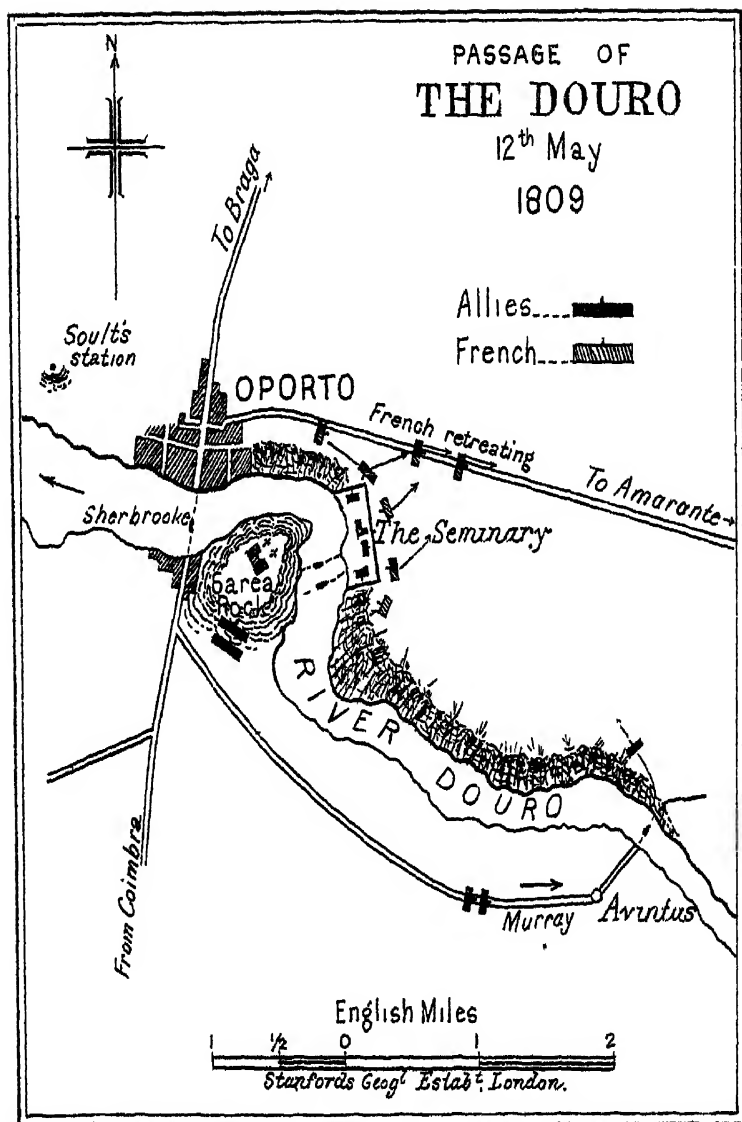 PASSAGE OF
THE DOURO
12th May
1809
N
To Braga
Allies
French
Soult's
station
OPORTO
French retreating
To Amarante
Sherbrooke
The Seminary
Sarea
Rock
RIVER DOURO
From Coimbra
Murray
Avintus
English Miles
1 ½ 0 1 2
Stanfords Geogl Estabt, London.